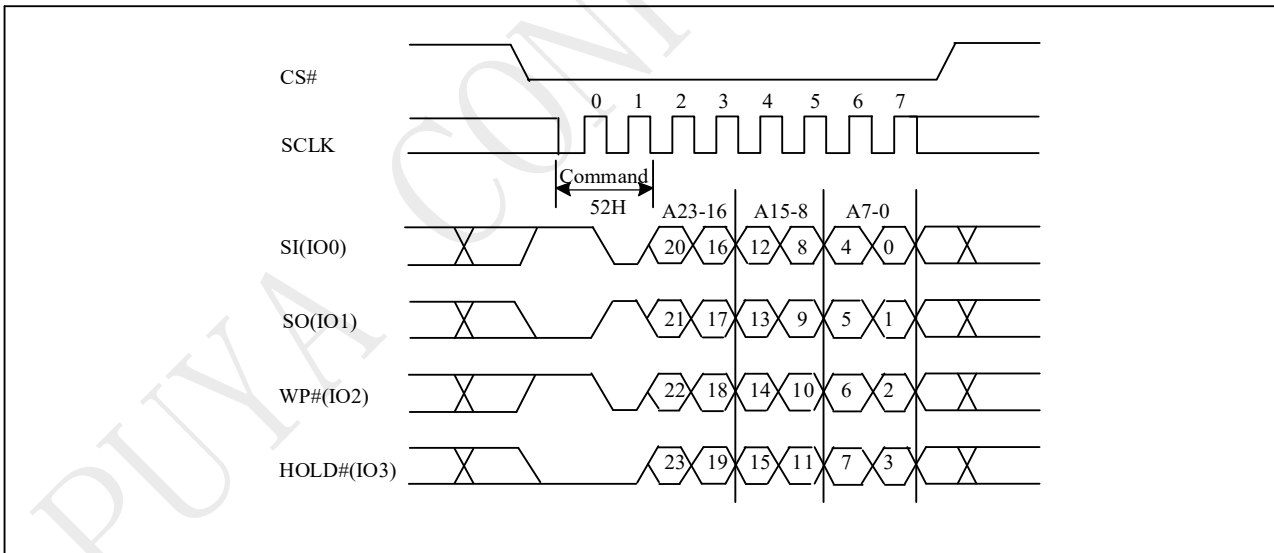 CS#
0 1 2 3 4 5 6 7
SCLK
Command
52H
A23-16 A15-8 A7-0
SI(IO0)
20 16 12 8 4 0
SO(IO1)
21 17 13 9 5 1
WP#(IO2)
22 18 14 10 6 2
HOLD#(IO3)
23 19 15 11 7 3
PUYA CONF